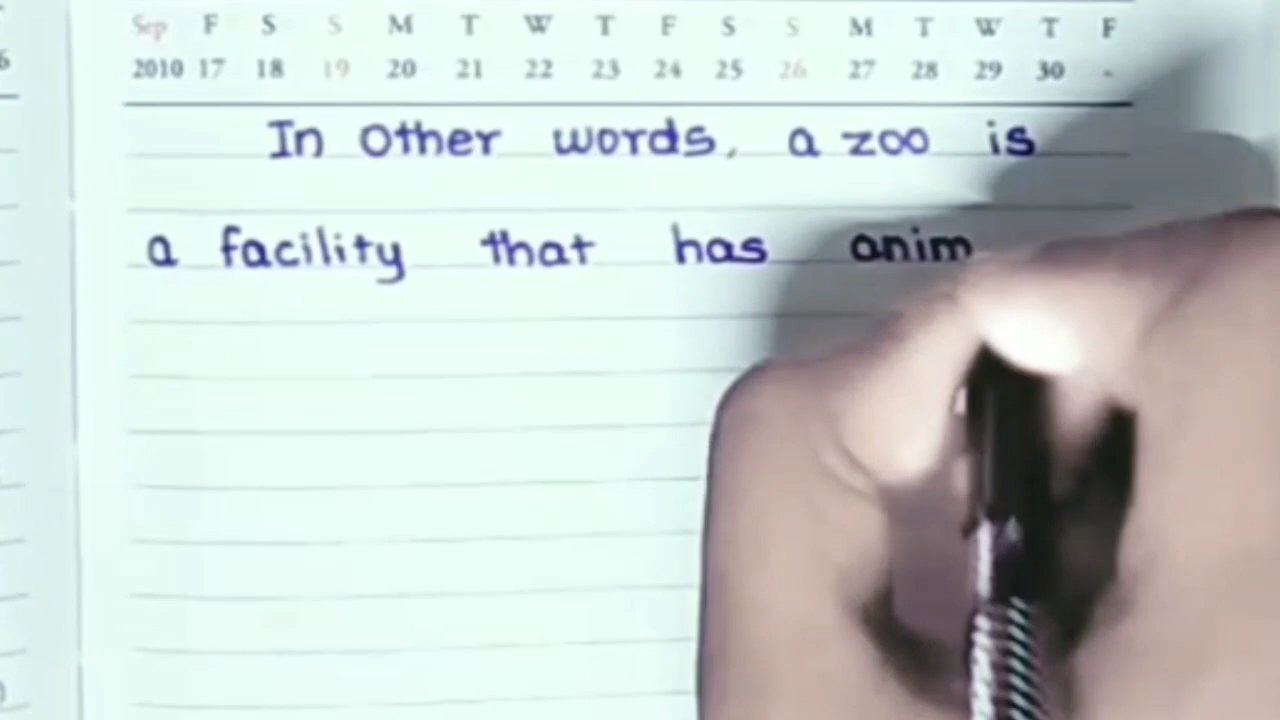 Sep F S S M T W T F S S M T W T F
2010 17 18 19 20 21 22 23 24 25 26 27 28 29 30 -
In Other words, a zoo is
a facility that has anim